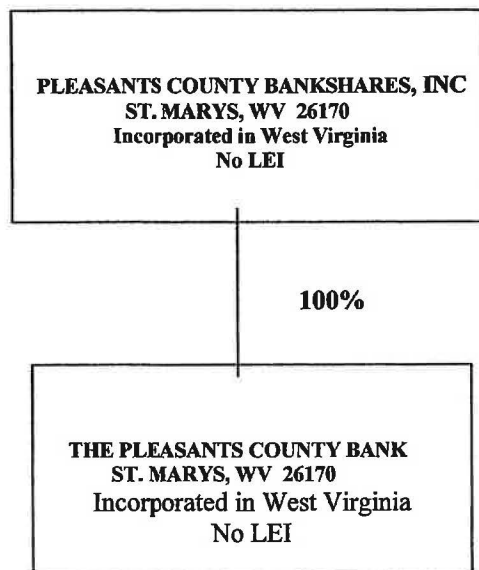 PLEASANTS COUNTY BANKSHARES, INC
ST. MARYS, WV 26170
Incorporated in West Virginia
No LEI
100%
THE PLEASANTS COUNTY BANK
ST. MARYS, WV 26170
Incorporated in West Virginia
No LEI